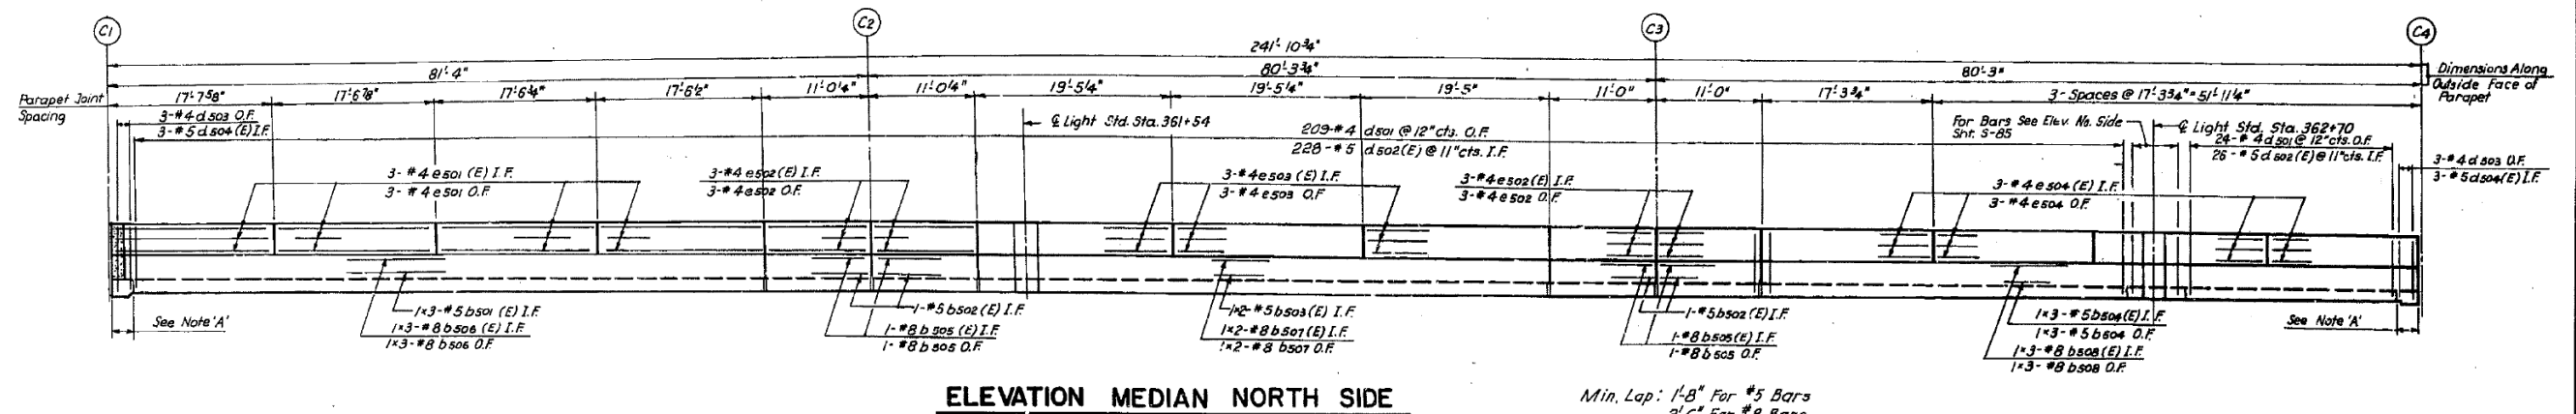 C1
C2
C3
C4
241'-10¾"
81'-4"
80'-3¾"
80'-3"
Dimensions Along
Outside Face of
Parapet
Parapet Joint
Spacing
17'-7⅝"
17'-6⅞"
17'-6¾"
17'-6½"
11'-0¼"
11'-0¼"
19'-5¼"
19'-5¼"
19'-5"
11'-0"
11'-0"
17'-3¾"
3-Spaces @ 17'-3¾"=51'-11¼"
3-#4 d503 O.F.
3-#5 d504(E) I.F.
℄ Light Std. Sta. 361+54
209-#4 d501 @ 12"cts. O.F.
228-#5 d502(E) @ 11"cts. I.F.
For Bars See Elev. No. Side
Sht. S-85
℄ Light Std. Sta. 362+70
24-#4 d501 @ 12"cts. O.F.
26-#5 d502(E) @ 11"cts. I.F.
3-#4 d503 O.F.
3-#5 d504(E) I.F.
3-#4 e501 (E) I.F.
3-#4 e501 O.F.
3-#4 e502 (E) I.F.
3-#4 e502 O.F.
3-#4 e503 (E) I.F.
3-#4 e503 O.F.
3-#4 e502 (E) I.F.
3-#4 e502 O.F.
3-#4 e504 (E) I.F.
3-#4 e504 O.F.
See Note 'A'
1×3-#5 b501 (E) I.F.
1×3-#8 b506 (E) I.F.
1×3-#8 b506 O.F.
1-#5 b502 (E) I.F.
1-#8 b505 (E) I.F.
1-#8 b505 O.F.
1×2-#5 b503 (E) I.F.
1×2-#8 b507 (E) I.F.
1×2-#8 b507 O.F.
1-#5 b502 (E) I.F.
1-#8 b505 (E) I.F.
1-#8 b505 O.F.
1×3-#5 b504 (E) I.F.
1×3-#5 b504 O.F.
1×3-#8 b508 (E) I.F.
1×3-#8 b508 O.F.
See Note 'A'
ELEVATION MEDIAN NORTH SIDE
Min. Lap: 1'-8" For #5 Bars
2'-6" For #8 Bars